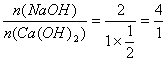 n(NaOH)/n(Ca(OH)₂) = 2/(1×1/2) = 4/1